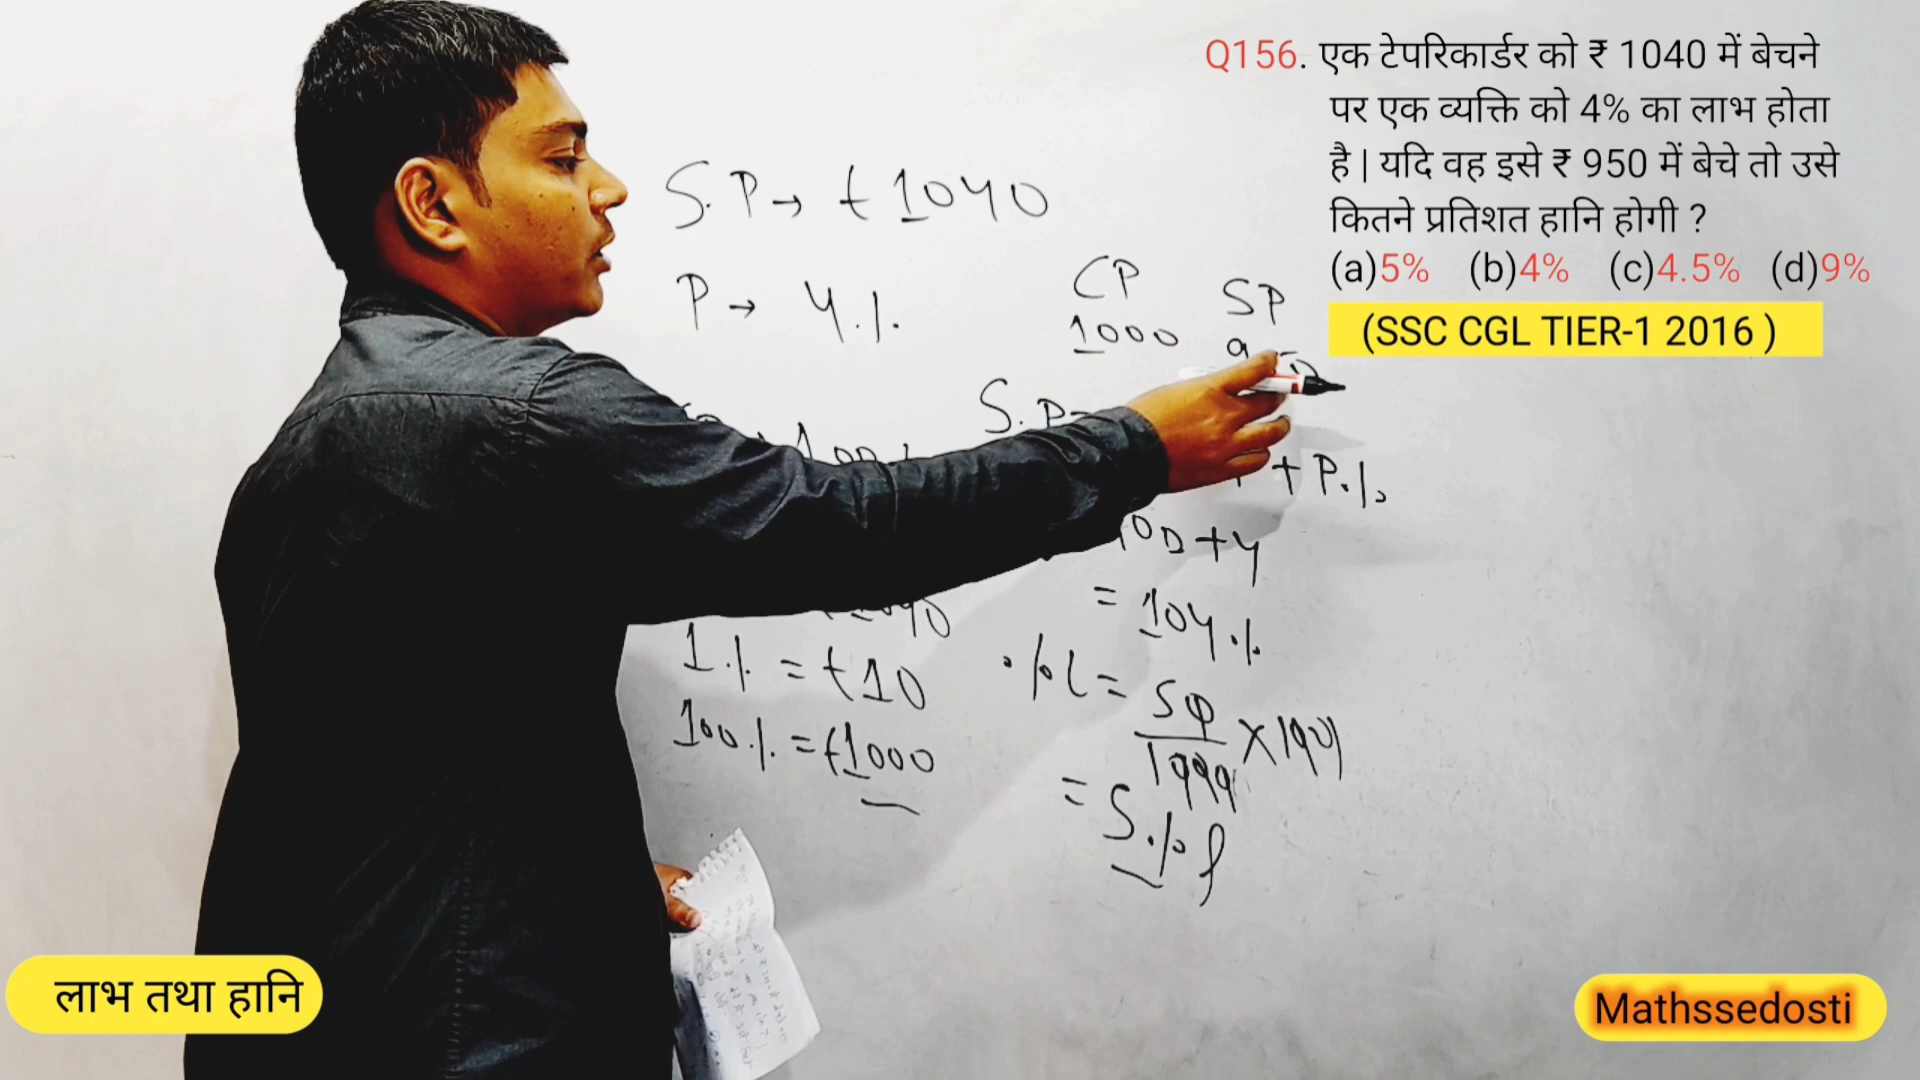 Q156. एक टेपरिकार्डर को ₹ 1040 में बेचने
पर एक व्यक्ति को 4% का लाभ होता
है | यदि वह इसे ₹ 950 में बेचे तो उसे
कितने प्रतिशत हानि होगी ?
(a)5% (b)4% (c)4.5% (d)9%
(SSC CGL TIER-1 2016 )
S.P→ ₹1040
P→ 4%
CP
1000
SP
S.P
+ P%
100+4
= 104%
1% = ₹10
100% = ₹1000
%L = 50/1000 × 100
= 5%
लाभ तथा हानि
Mathssedosti